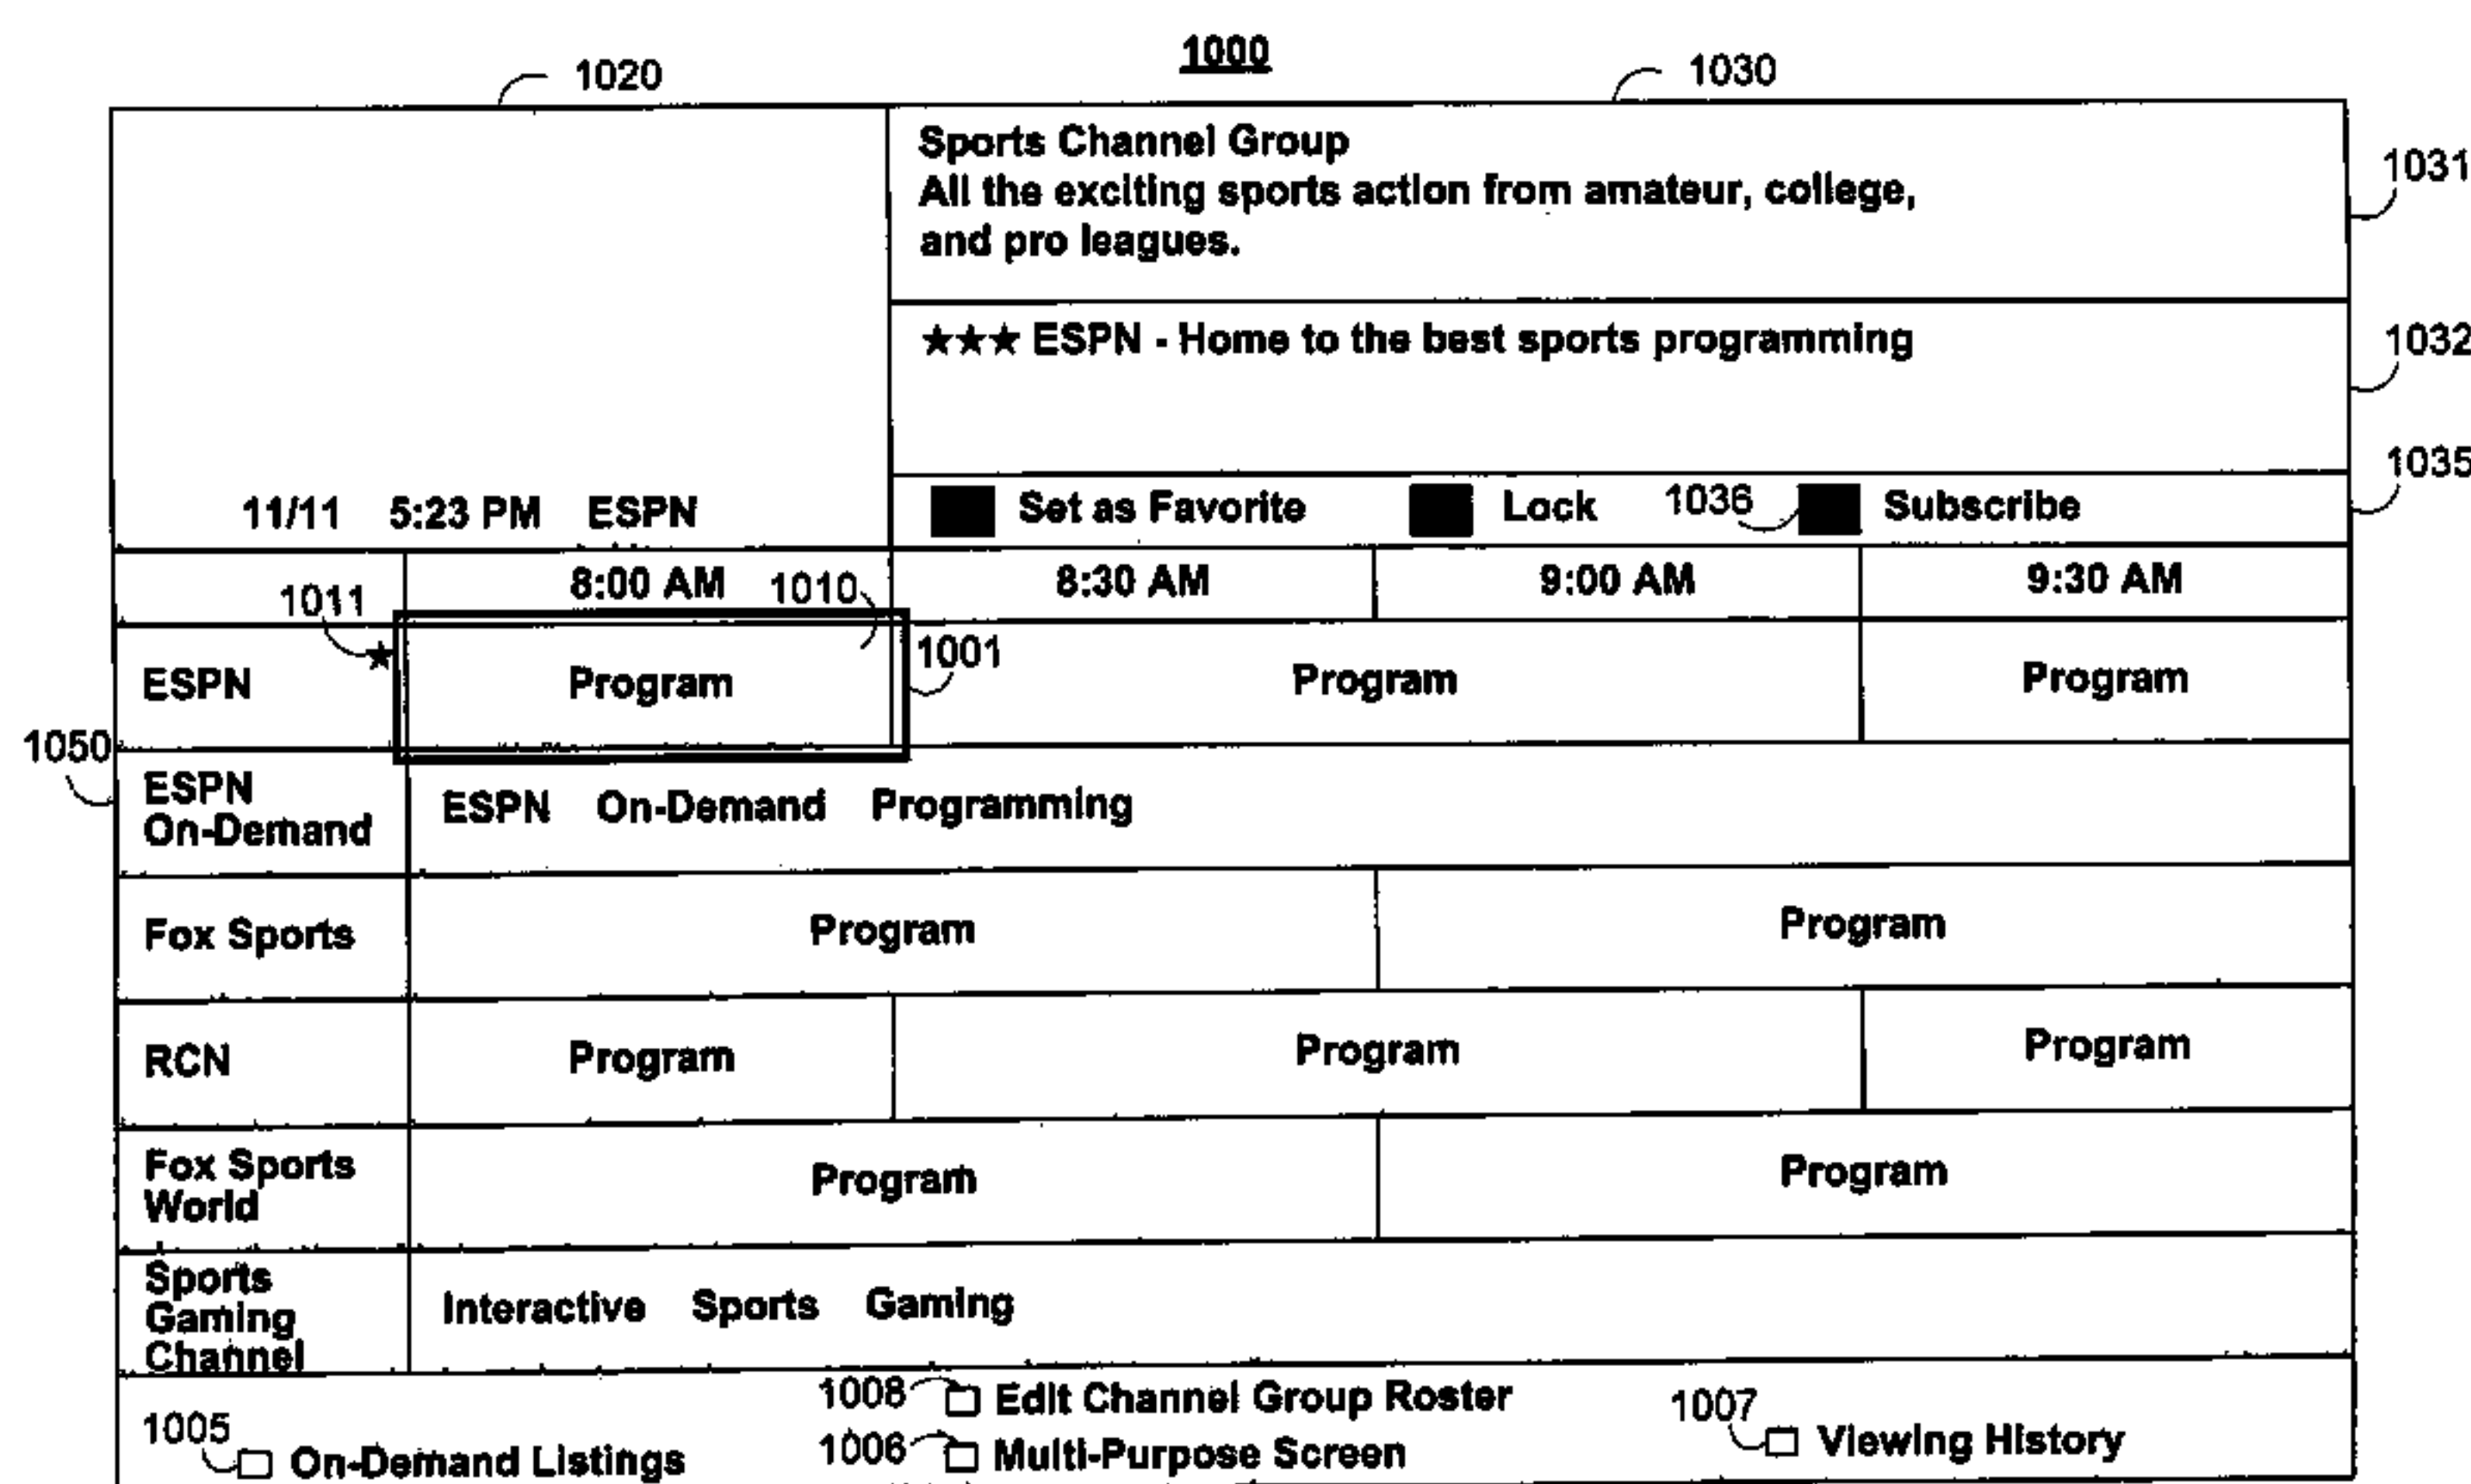 1000
1020
1030
Sports Channel Group
1031
All the exciting sports action from amateur, college,
and pro leagues.
★★★ ESPN - Home to the best sports programming
1032
1035
11/11 5:23 PM ESPN
Set as Favorite
Lock
1036
Subscribe
1011
8:00 AM
1010
8:30 AM
9:00 AM
9:30 AM
ESPN
★
Program
1001
Program
Program
1050
ESPN
On-Demand
ESPN On-Demand Programming
Fox Sports
Program
Program
RCN
Program
Program
Program
Fox Sports
World
Program
Program
Sports
Gaming
Channel
Interactive Sports Gaming
1008
Edit Channel Group Roster
1007
Viewing History
1005
On-Demand Listings
1006
Multi-Purpose Screen